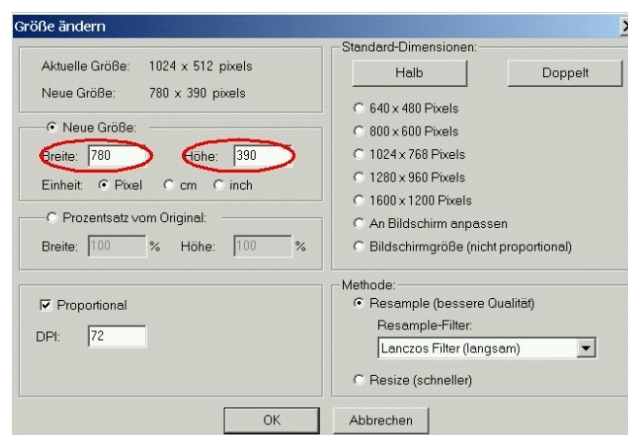 Größe ändern
Aktuelle Größe: 1024 x 512 pixels
Neue Größe: 780 x 390 pixels
Neue Größe:
Breite: 780 Höhe: 390
Einheit: Pixel cm inch
Prozentsatz vom Original:
Breite: 100 % Höhe: 100 %
Proportional
DPI: 72
Standard-Dimensionen:
Halb Doppelt
640 x 480 Pixels
800 x 600 Pixels
1024 x 768 Pixels
1280 x 960 Pixels
1600 x 1200 Pixels
An Bildschirm anpassen
Bildschirmgröße (nicht proportional)
Methode:
Resample (bessere Qualität)
Resample-Filter:
Lanczos Filter (langsam)
Resize (schneller)
OK Abbrechen